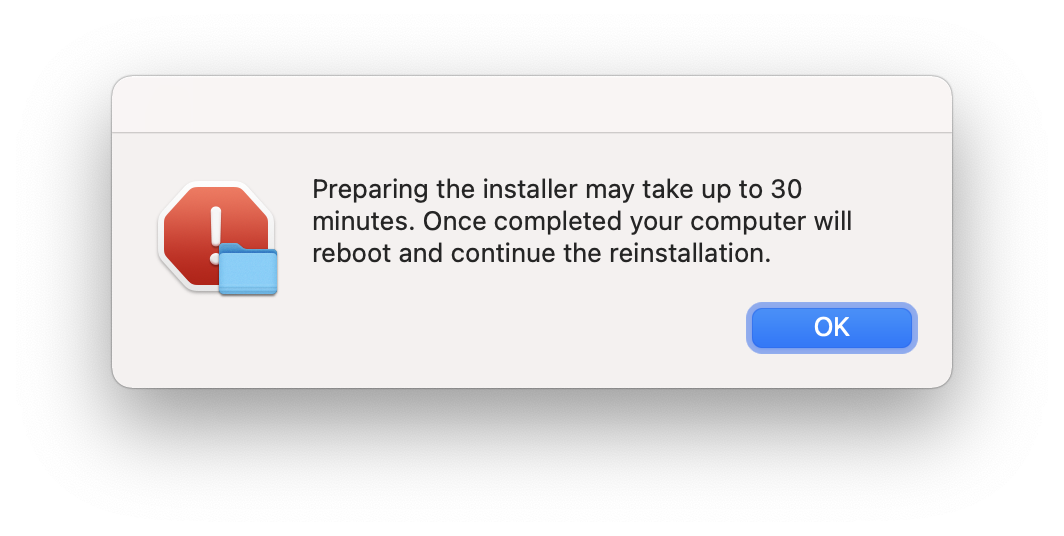 Preparing the installer may take up to 30
minutes. Once completed your computer will
reboot and continue the reinstallation.
OK